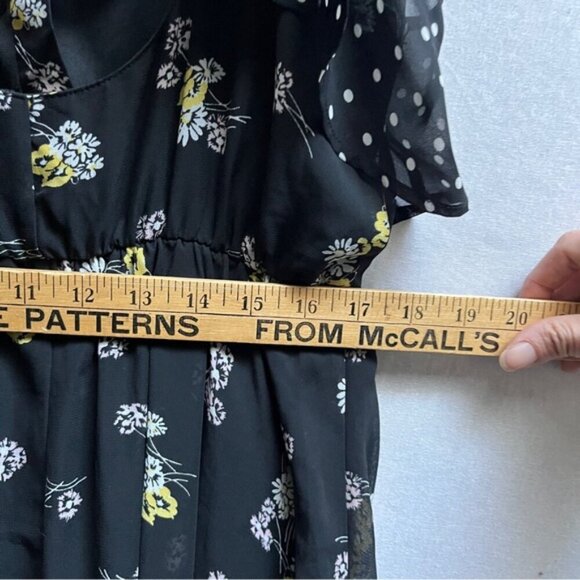 11 12 13 14 15 16 17 18 19 20
E PATTERNS FROM McCALL'S